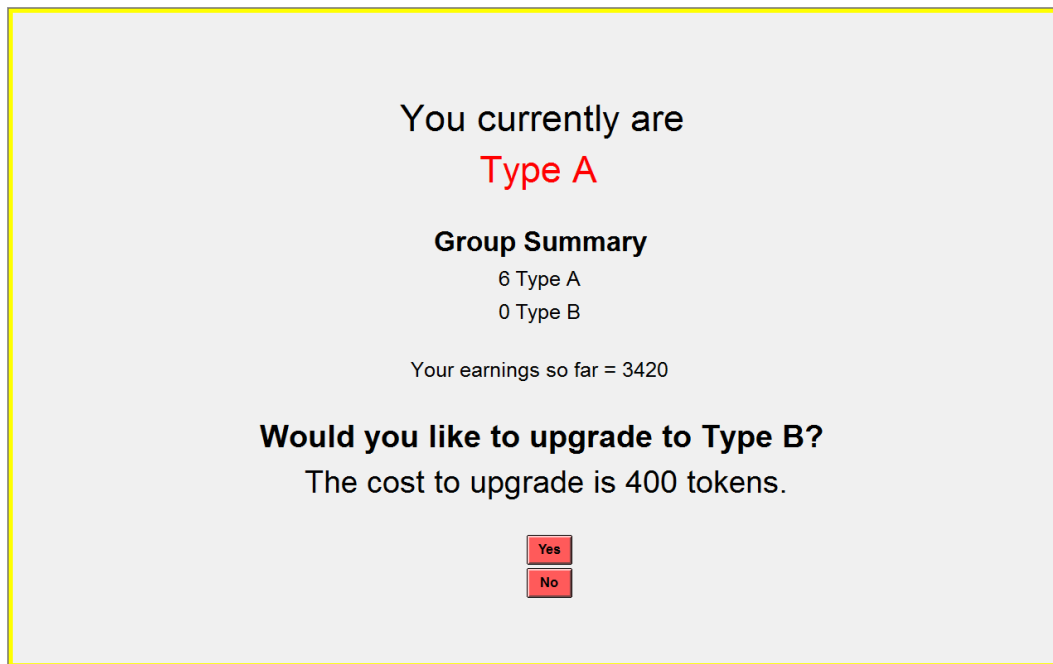 You currently are
Type A
Group Summary
6 Type A
0 Type B
Your earnings so far = 3420
Would you like to upgrade to Type B?
The cost to upgrade is 400 tokens.
Yes
No